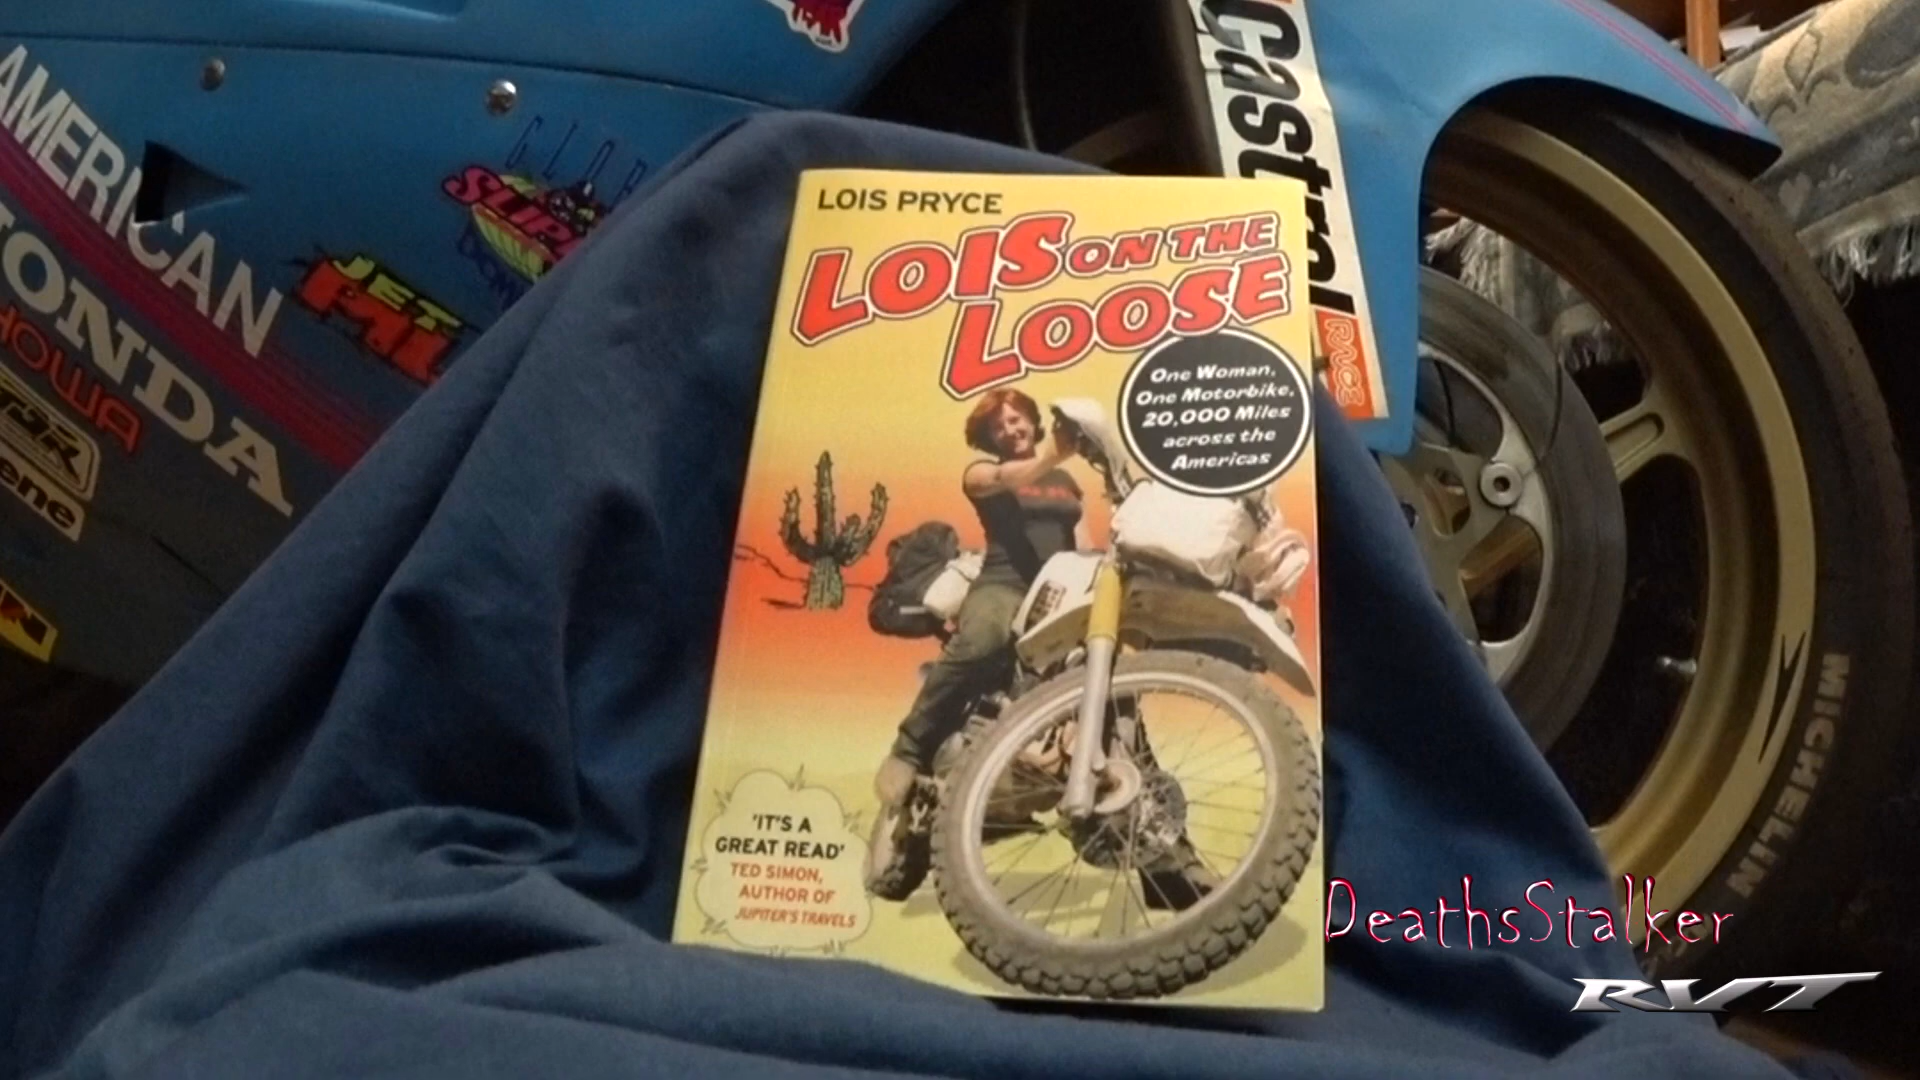 AMERICAN
HONDA
SHOWA
JET
Castrol
RACE
LOIS PRYCE
LOIS ON THE
LOOSE
One Woman,
One Motorbike,
20,000 Miles
across the
Americas
'IT'S A
GREAT READ'
TED SIMON,
AUTHOR OF
JUPITER'S TRAVELS
MICHELIN
DeathsStalker
RVT